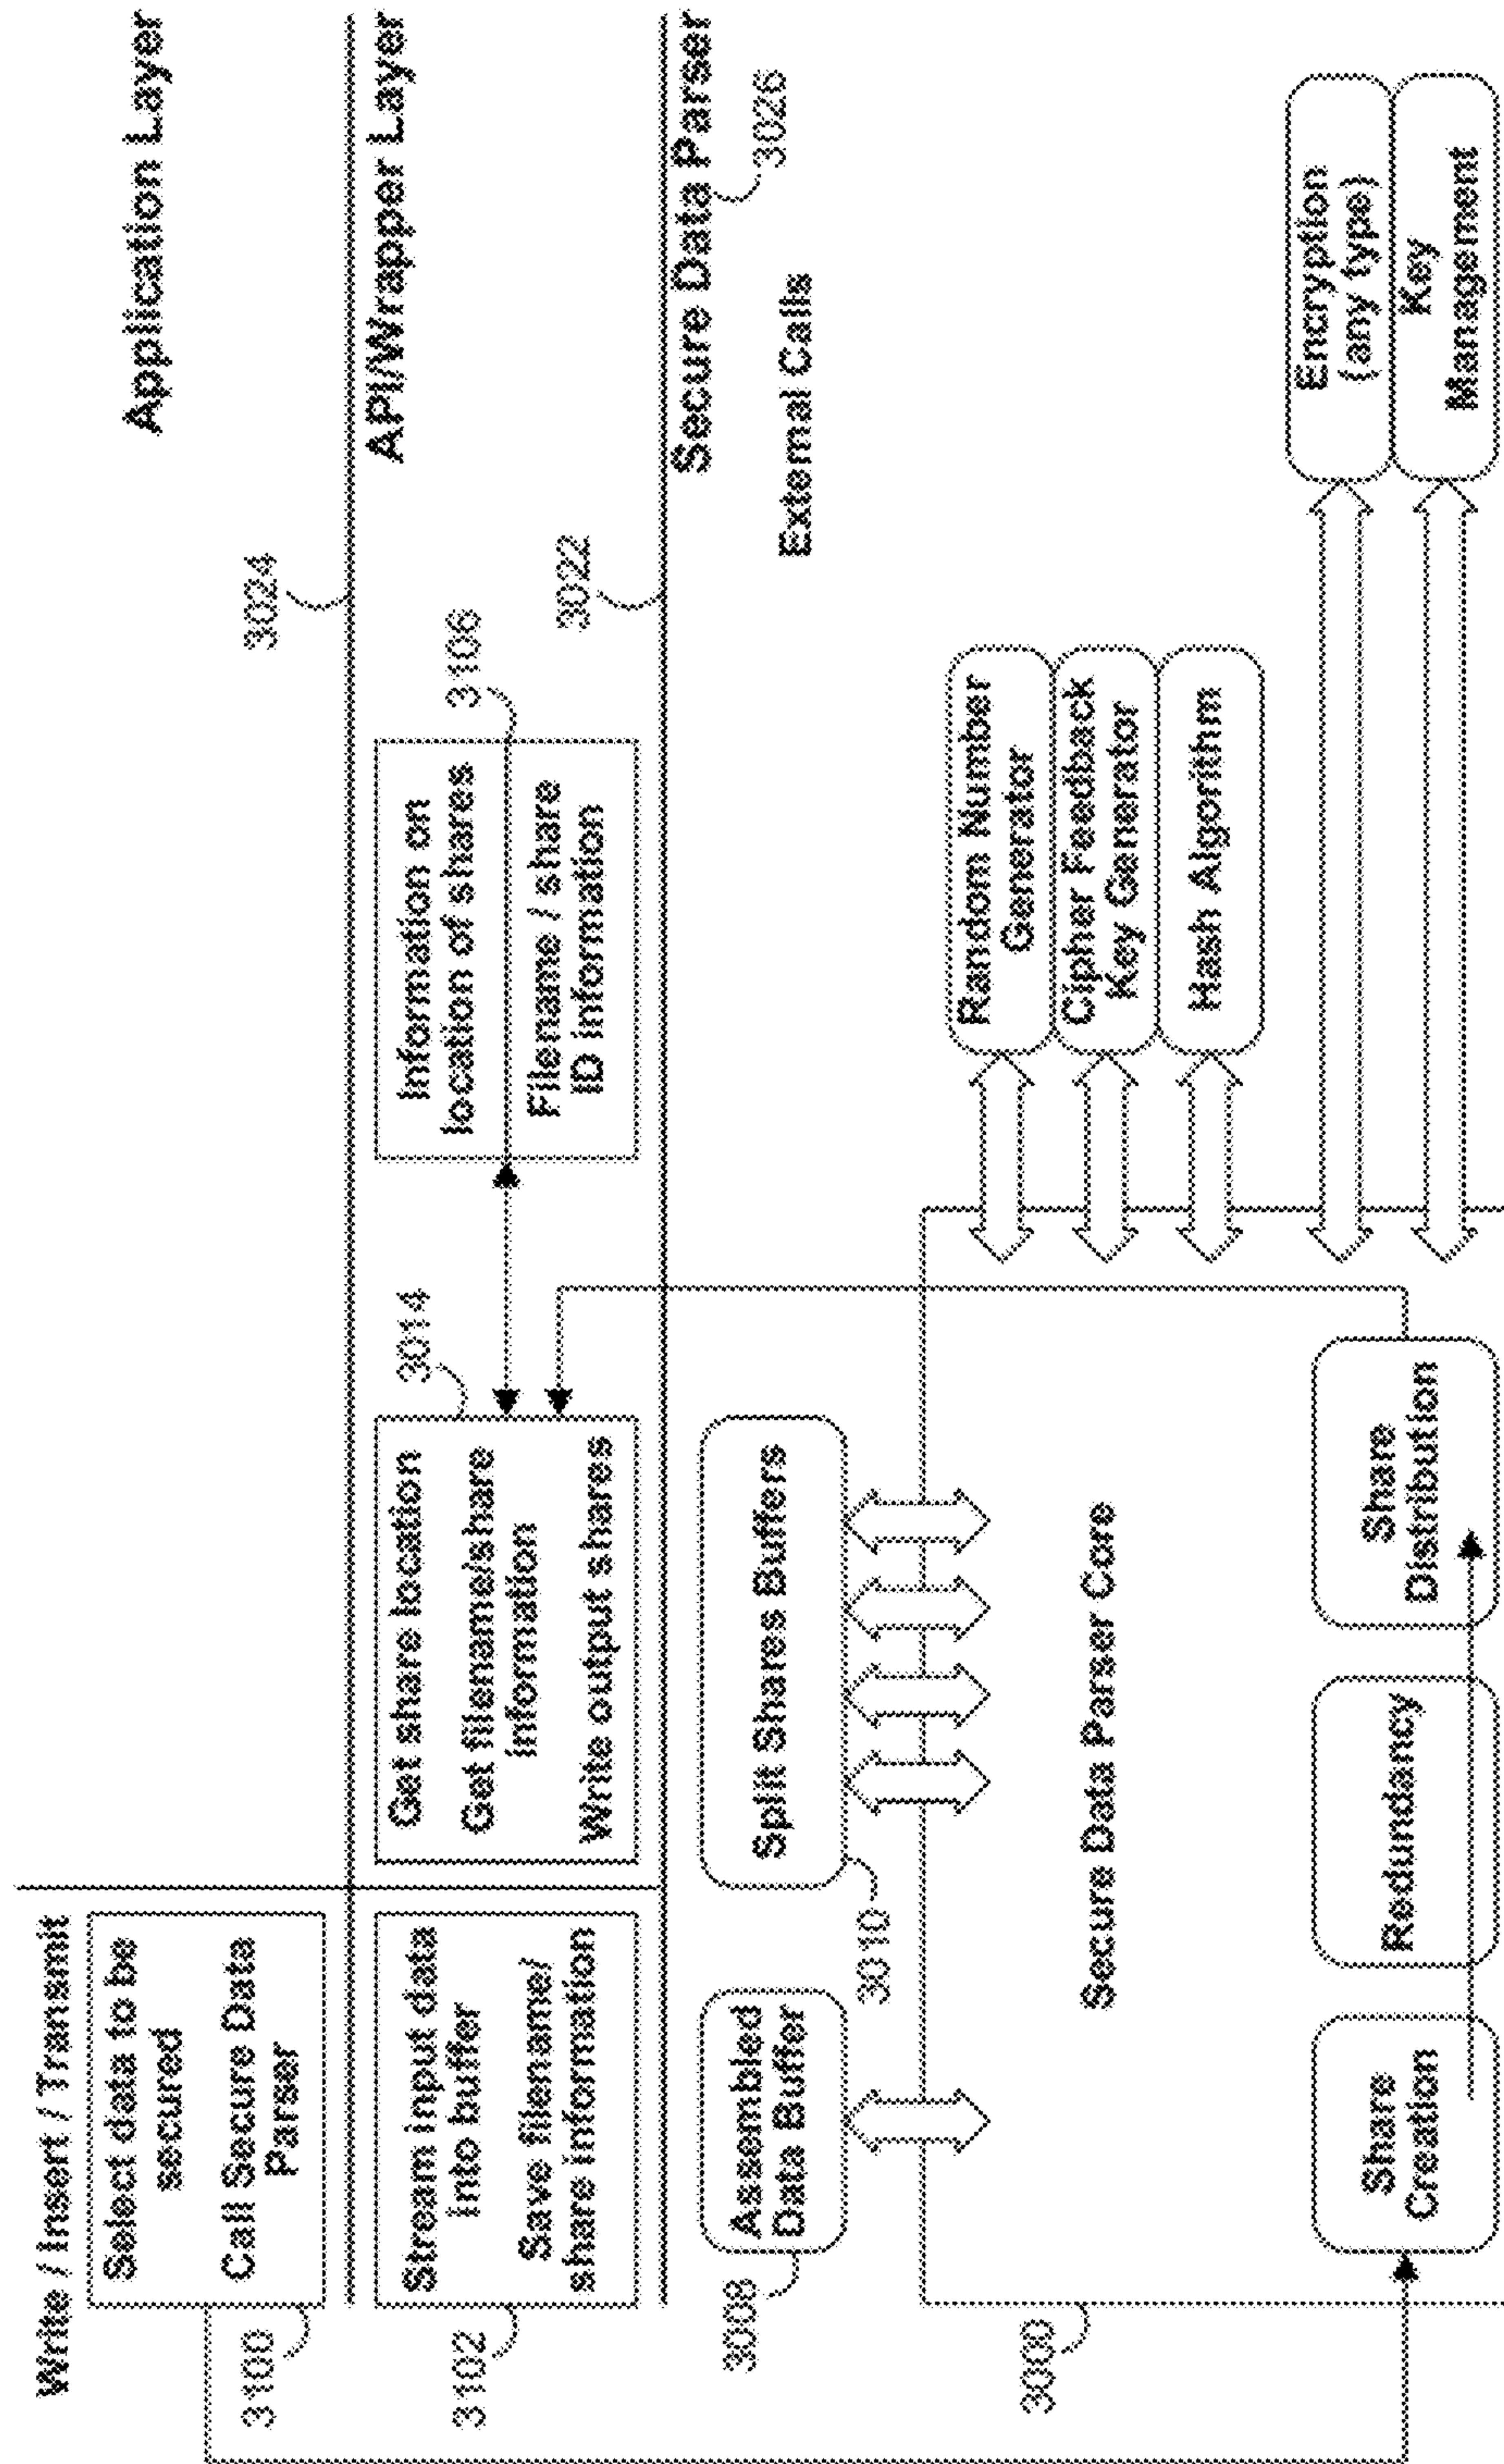 Write / Insert / Transmit
Select data to be
secured
Call Secure Data
Parser
3100
Application Layer
3024
Stream input data
into buffer
Save filename/
share information
3102
Get share location
Get filename/share
information
Write output shares
3014
Information on
location of shares
Filename / share
ID information
3106
API/Wrapper Layer
3022
Secure Data Parser
3026
External Calls
Assembled
Data Buffer
3008
Split Shares Buffers
3010
3000
Secure Data Parser Core
Random Number
Generator
Cipher Feedback
Key Generator
Hash Algorithm
Share
Creation
Redundancy
Share
Distribution
Encryption
(any type)
Key
Management